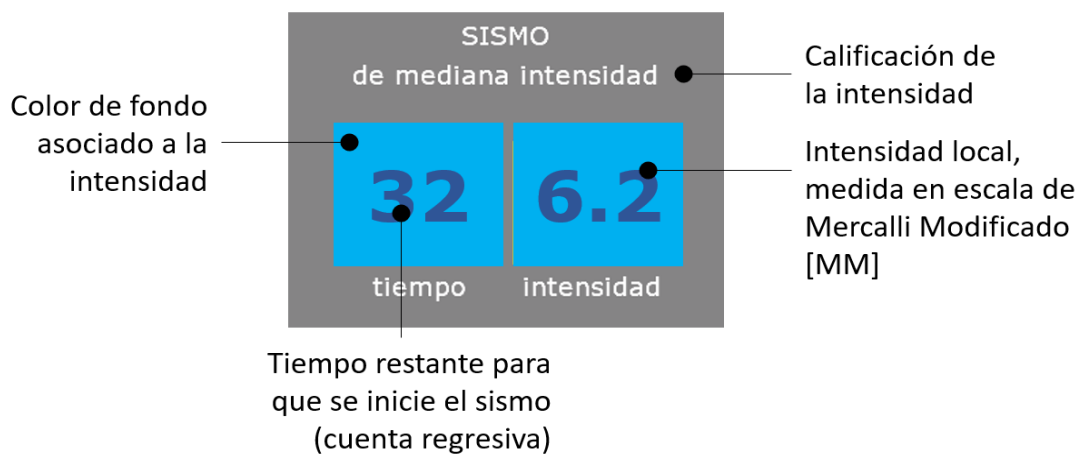 SISMO
de mediana intensidad
Calificación de
la intensidad
Color de fondo
asociado a la
intensidad
Intensidad local,
medida en escala de
Mercalli Modificado
[MM]
32
6.2
tiempo
intensidad
Tiempo restante para
que se inicie el sismo
(cuenta regresiva)